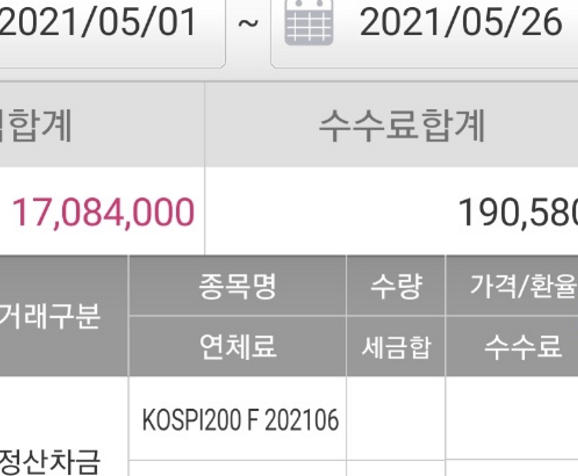 2021/05/01 ~ 2021/05/26
합계 수수료합계
17,084,000 190,580
종목명 수량 가격/환율
거래구분
연체료 세금합 수수료
KOSPI200 F 202106
정산차금